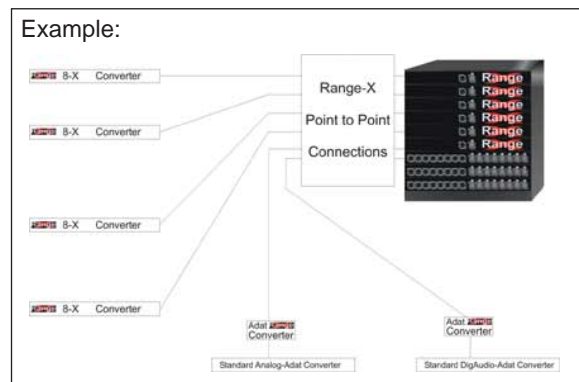 Example:
8-X Converter
Range-X
Point to Point
Connections
Range
Range
Range
Range
Range
Range
8-X Converter
8-X Converter
8-X Converter
Adat
Converter
Adat
Converter
Standard Analog-Adat Converter
Standard DigAudio-Adat Converter